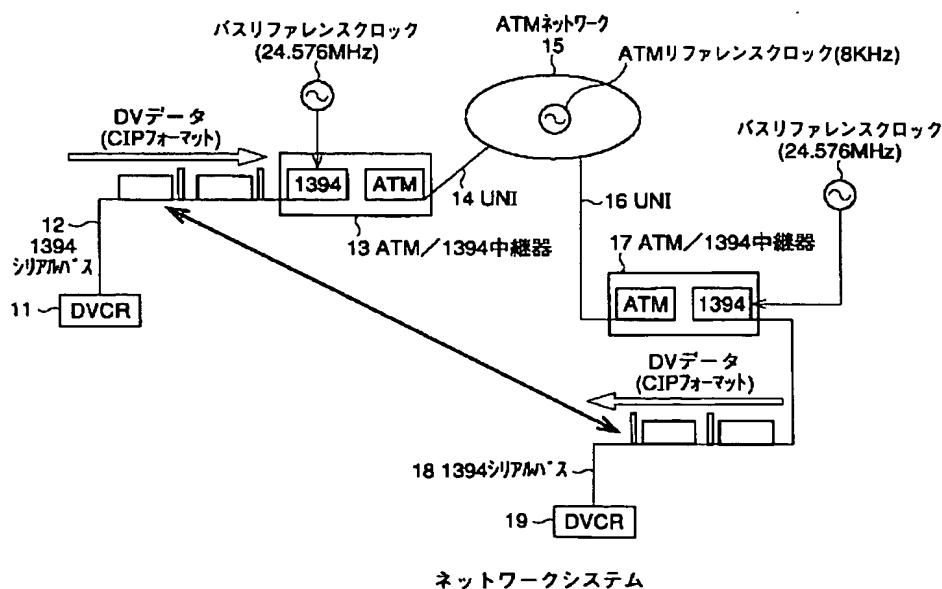 バスリファレンスクロック
(24.576MHz)
ATMネットワーク
15
ATMリファレンスクロック(8KHz)
DVデータ
(CIPフォーマット)
バスリファレンスクロック
(24.576MHz)
1394
ATM
14 UNI
16 UNI
12
1394
シリアルバス
13 ATM/1394中継器
17 ATM/1394中継器
11
DVCR
ATM
1394
DVデータ
(CIPフォーマット)
18 1394シリアルバス
19
DVCR
ネットワークシステム